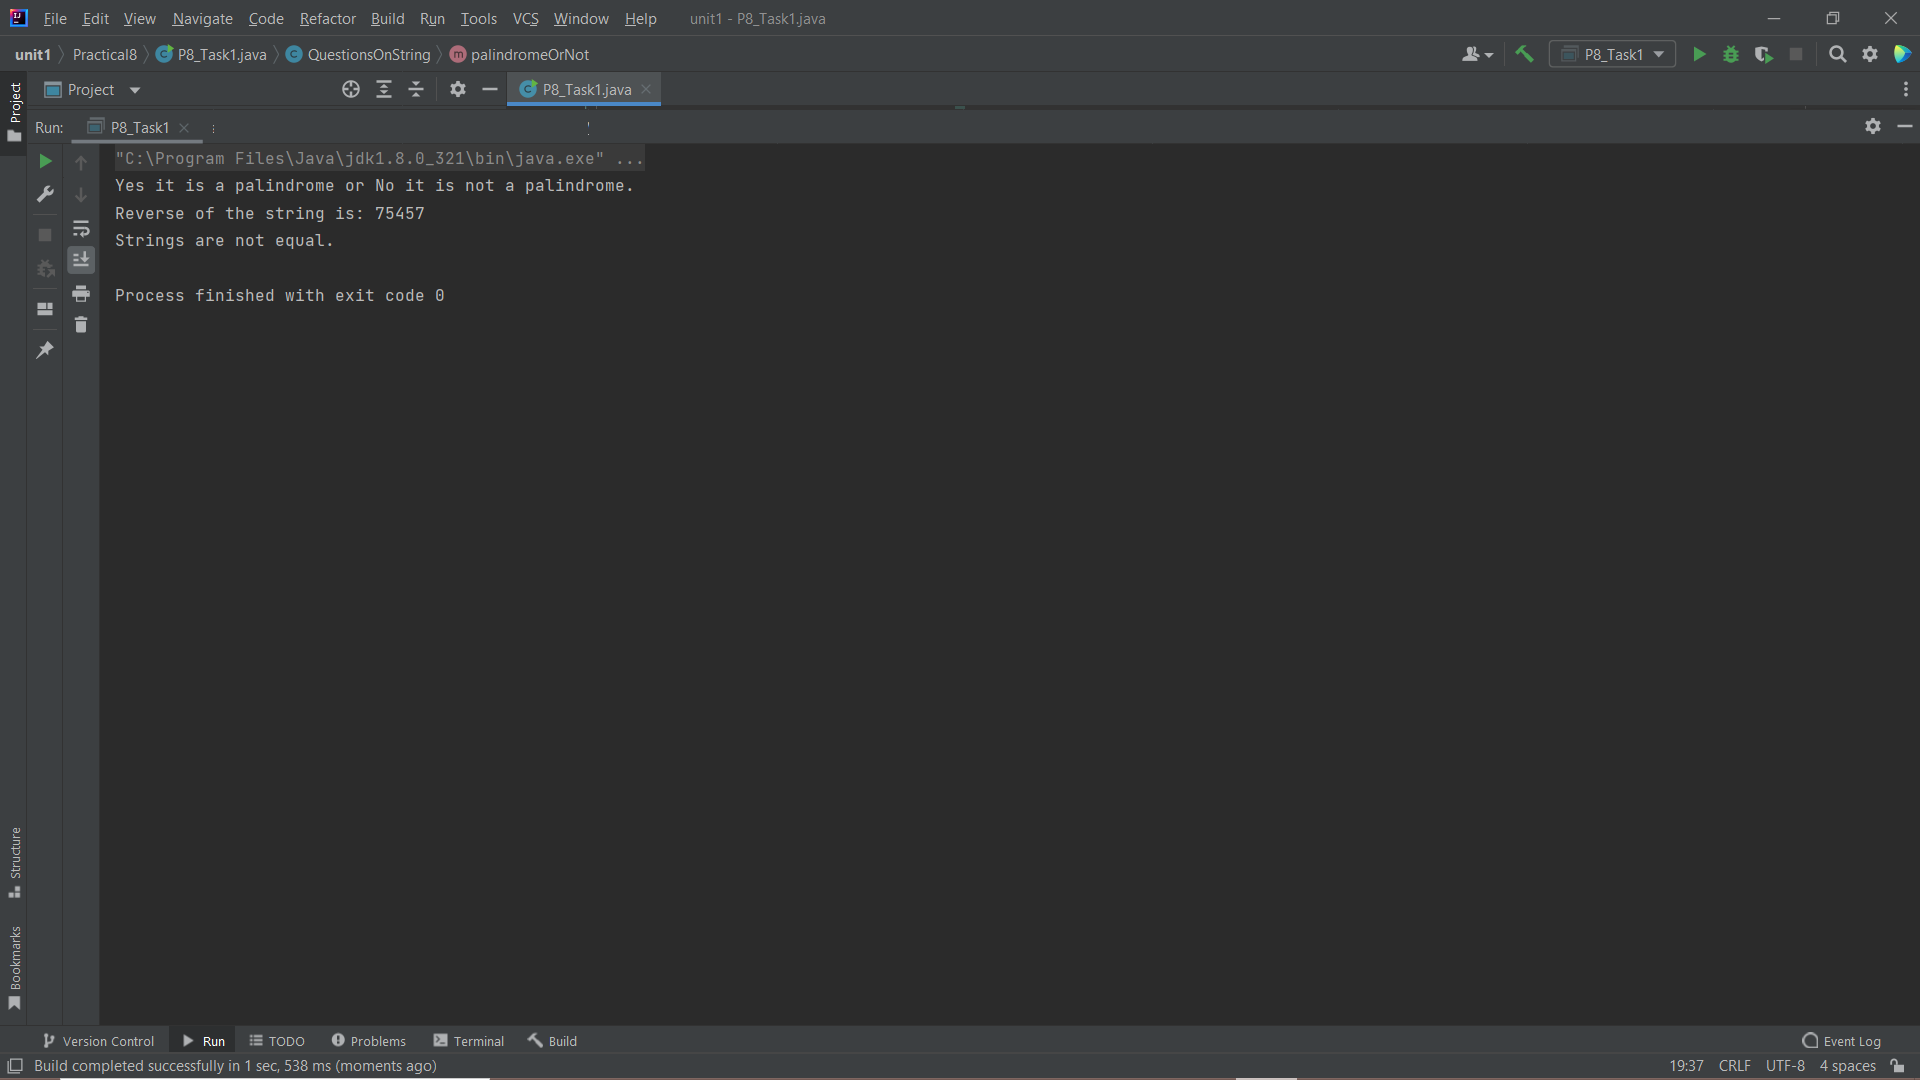 File Edit View Navigate Code Refactor Build Run Tools VCS Window Help unit1 - P8_Task1.java
unit1 Practical8 P8_Task1.java QuestionsOnString palindromeOrNot P8_Task1
Project P8_Task1.java
Run: P8_Task1
"C:\Program Files\Java\jdk1.8.0_321\bin\java.exe" ...
Yes it is a palindrome or No it is not a palindrome.
Reverse of the string is: 75457
Strings are not equal.
Process finished with exit code 0
Project
Structure
Bookmarks
Version Control Run TODO Problems Terminal Build Event Log
Build completed successfully in 1 sec, 538 ms (moments ago) 19:37 CRLF UTF-8 4 spaces